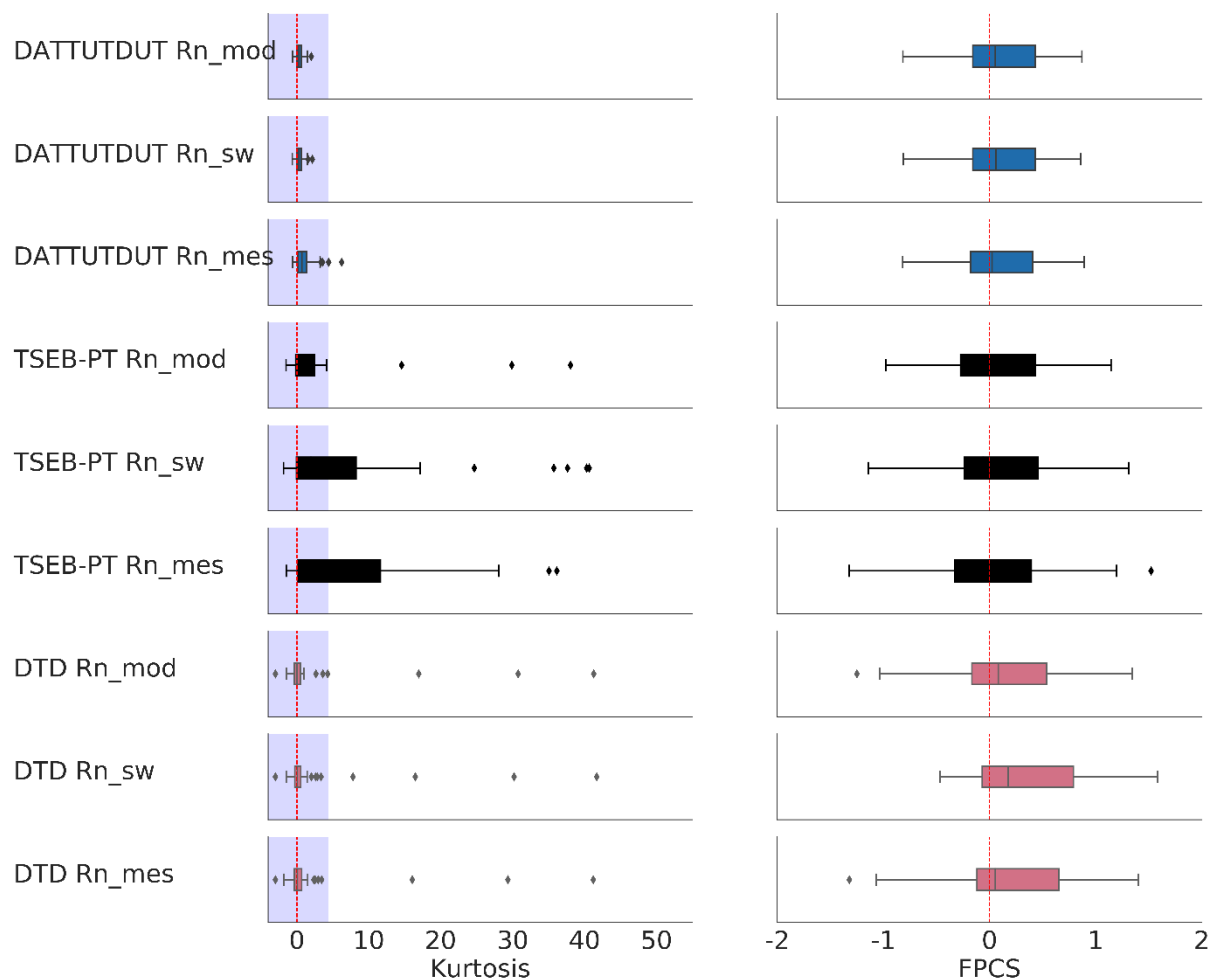 DATTUTDUT Rn_mod
DATTUTDUT Rn_sw
DATTUTDUT Rn_mes
TSEB-PT Rn_mod
TSEB-PT Rn_sw
TSEB-PT Rn_mes
DTD Rn_mod
DTD Rn_sw
DTD Rn_mes
0 10 20 30 40 50 -2 -1 0 1 2
Kurtosis FPCS